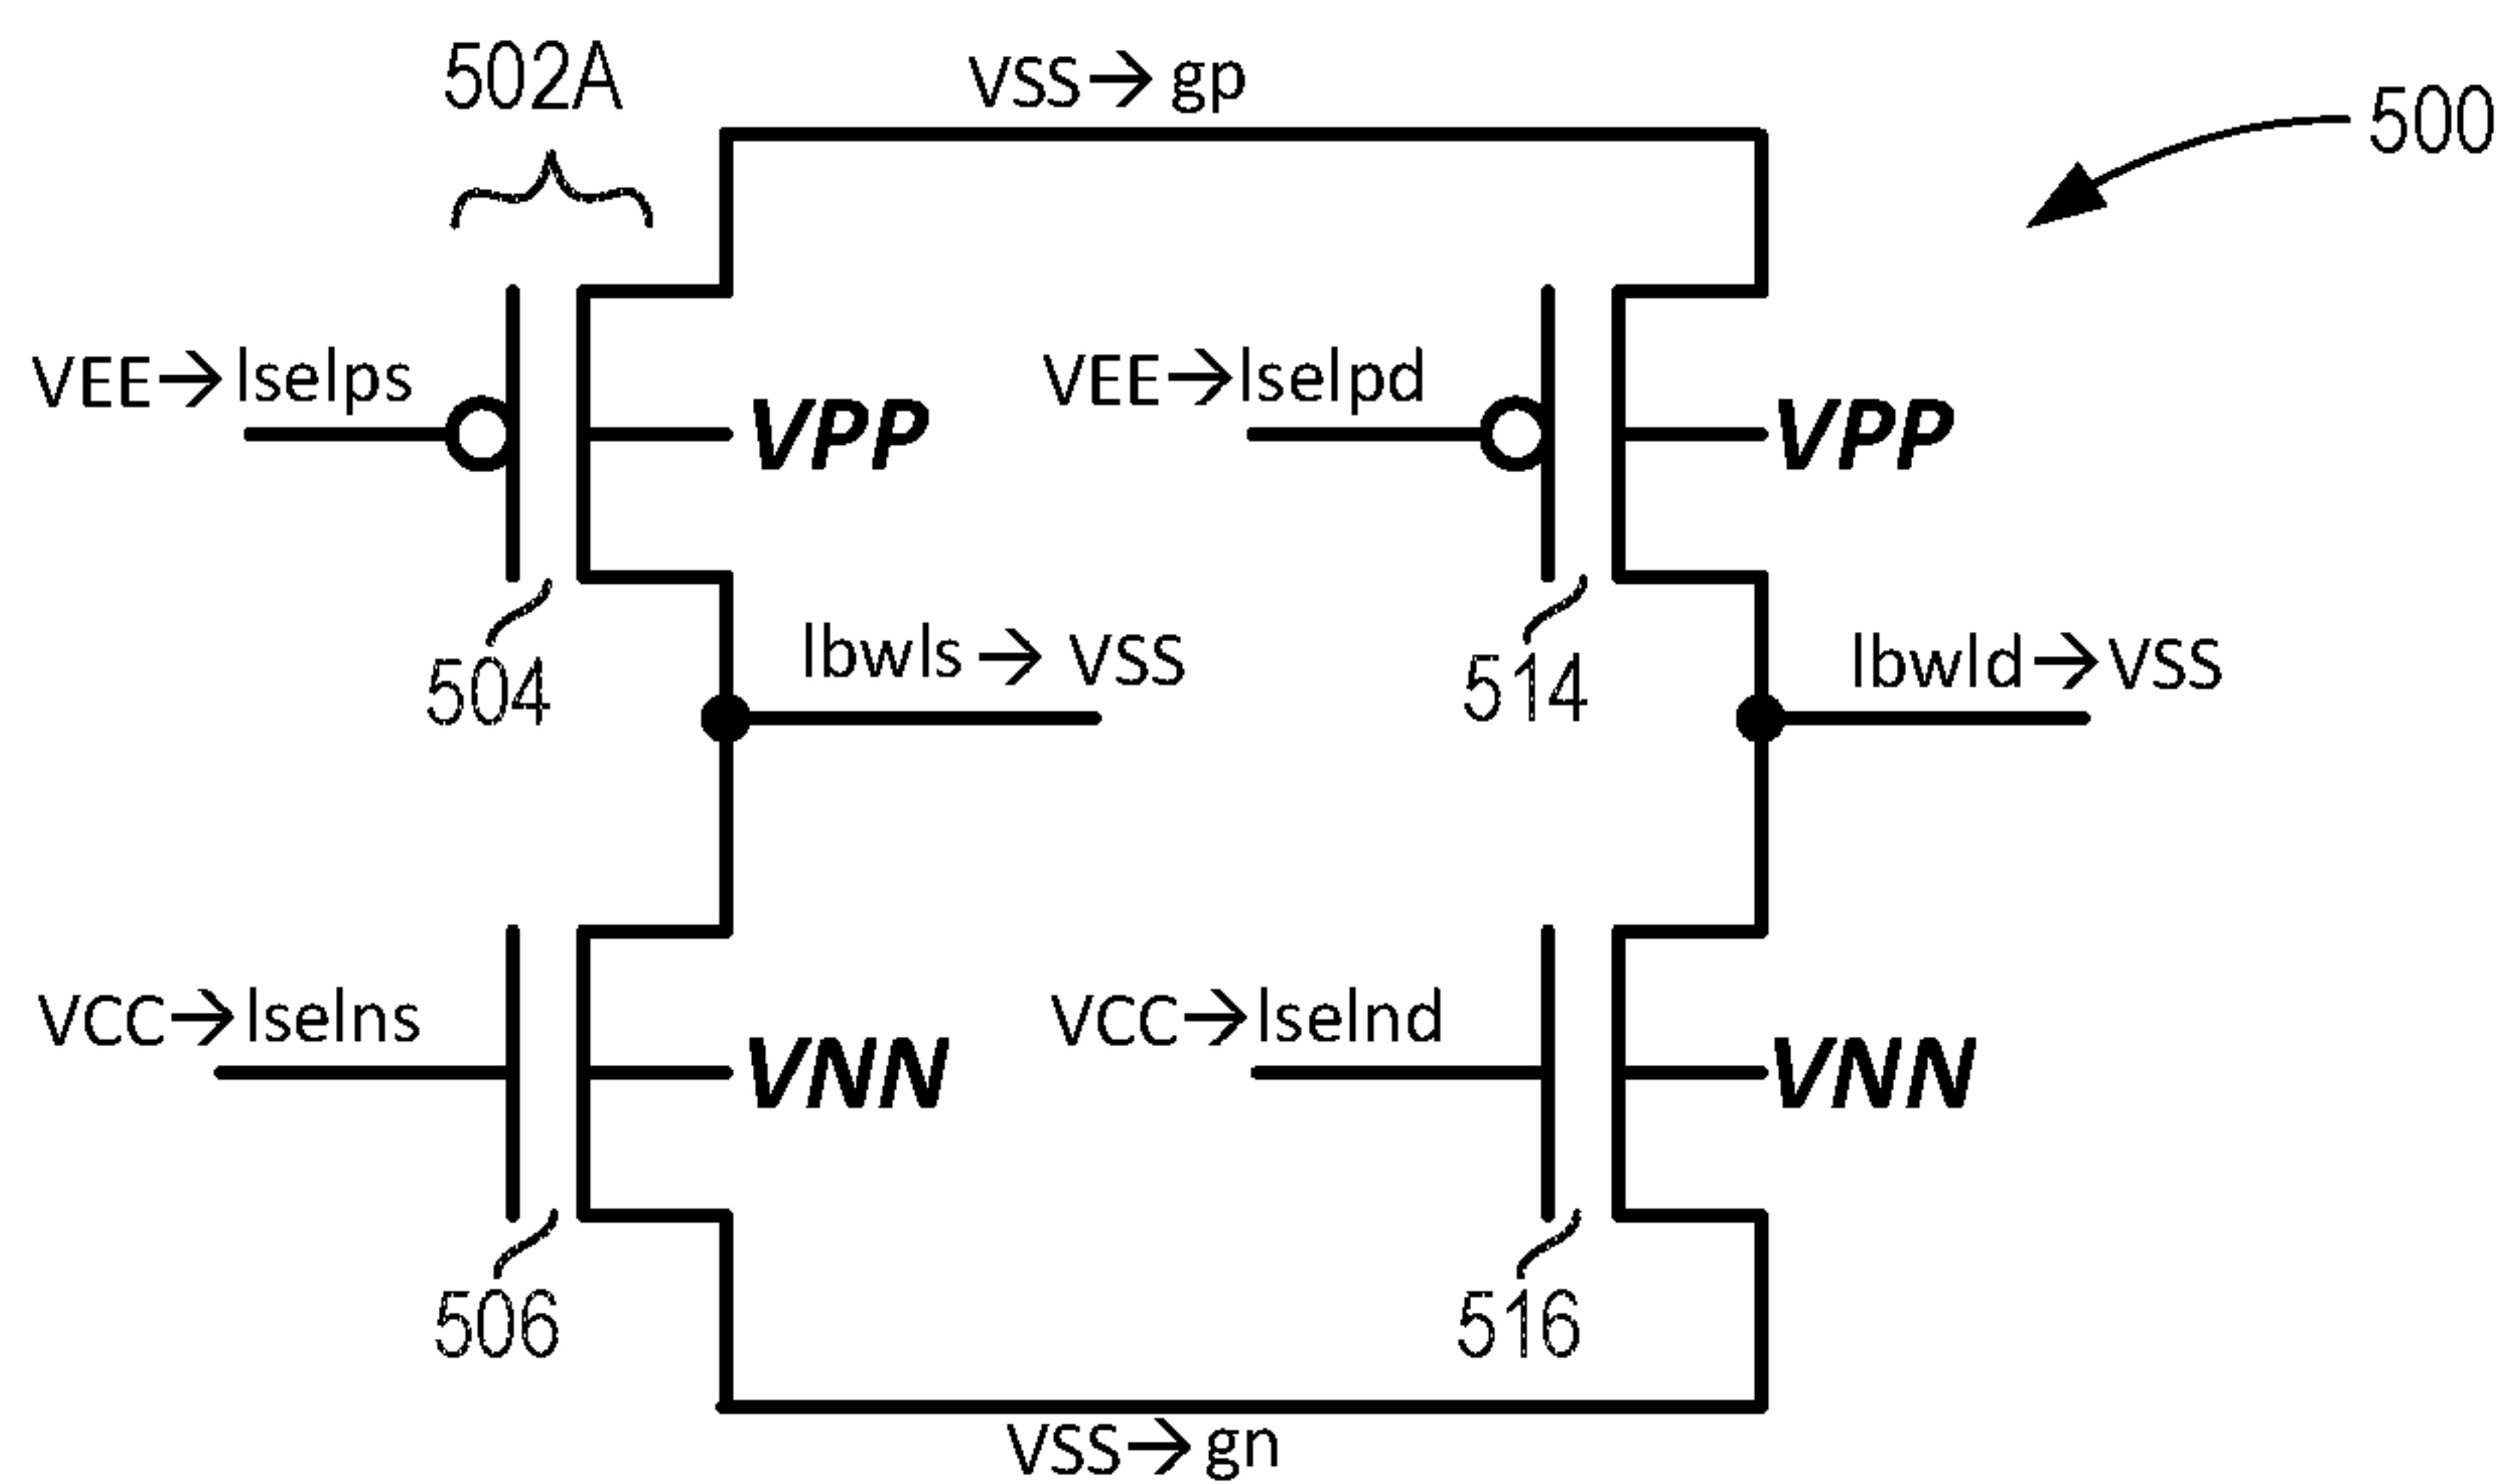 502A
VSS→gp
500
VEE→lselps
VEE→lselpd
VPP
VPP
504
lbwls→VSS
514
lbwld→VSS
VCC→lselns
VCC→lselnd
VNN
VNN
506
516
VSS→gn